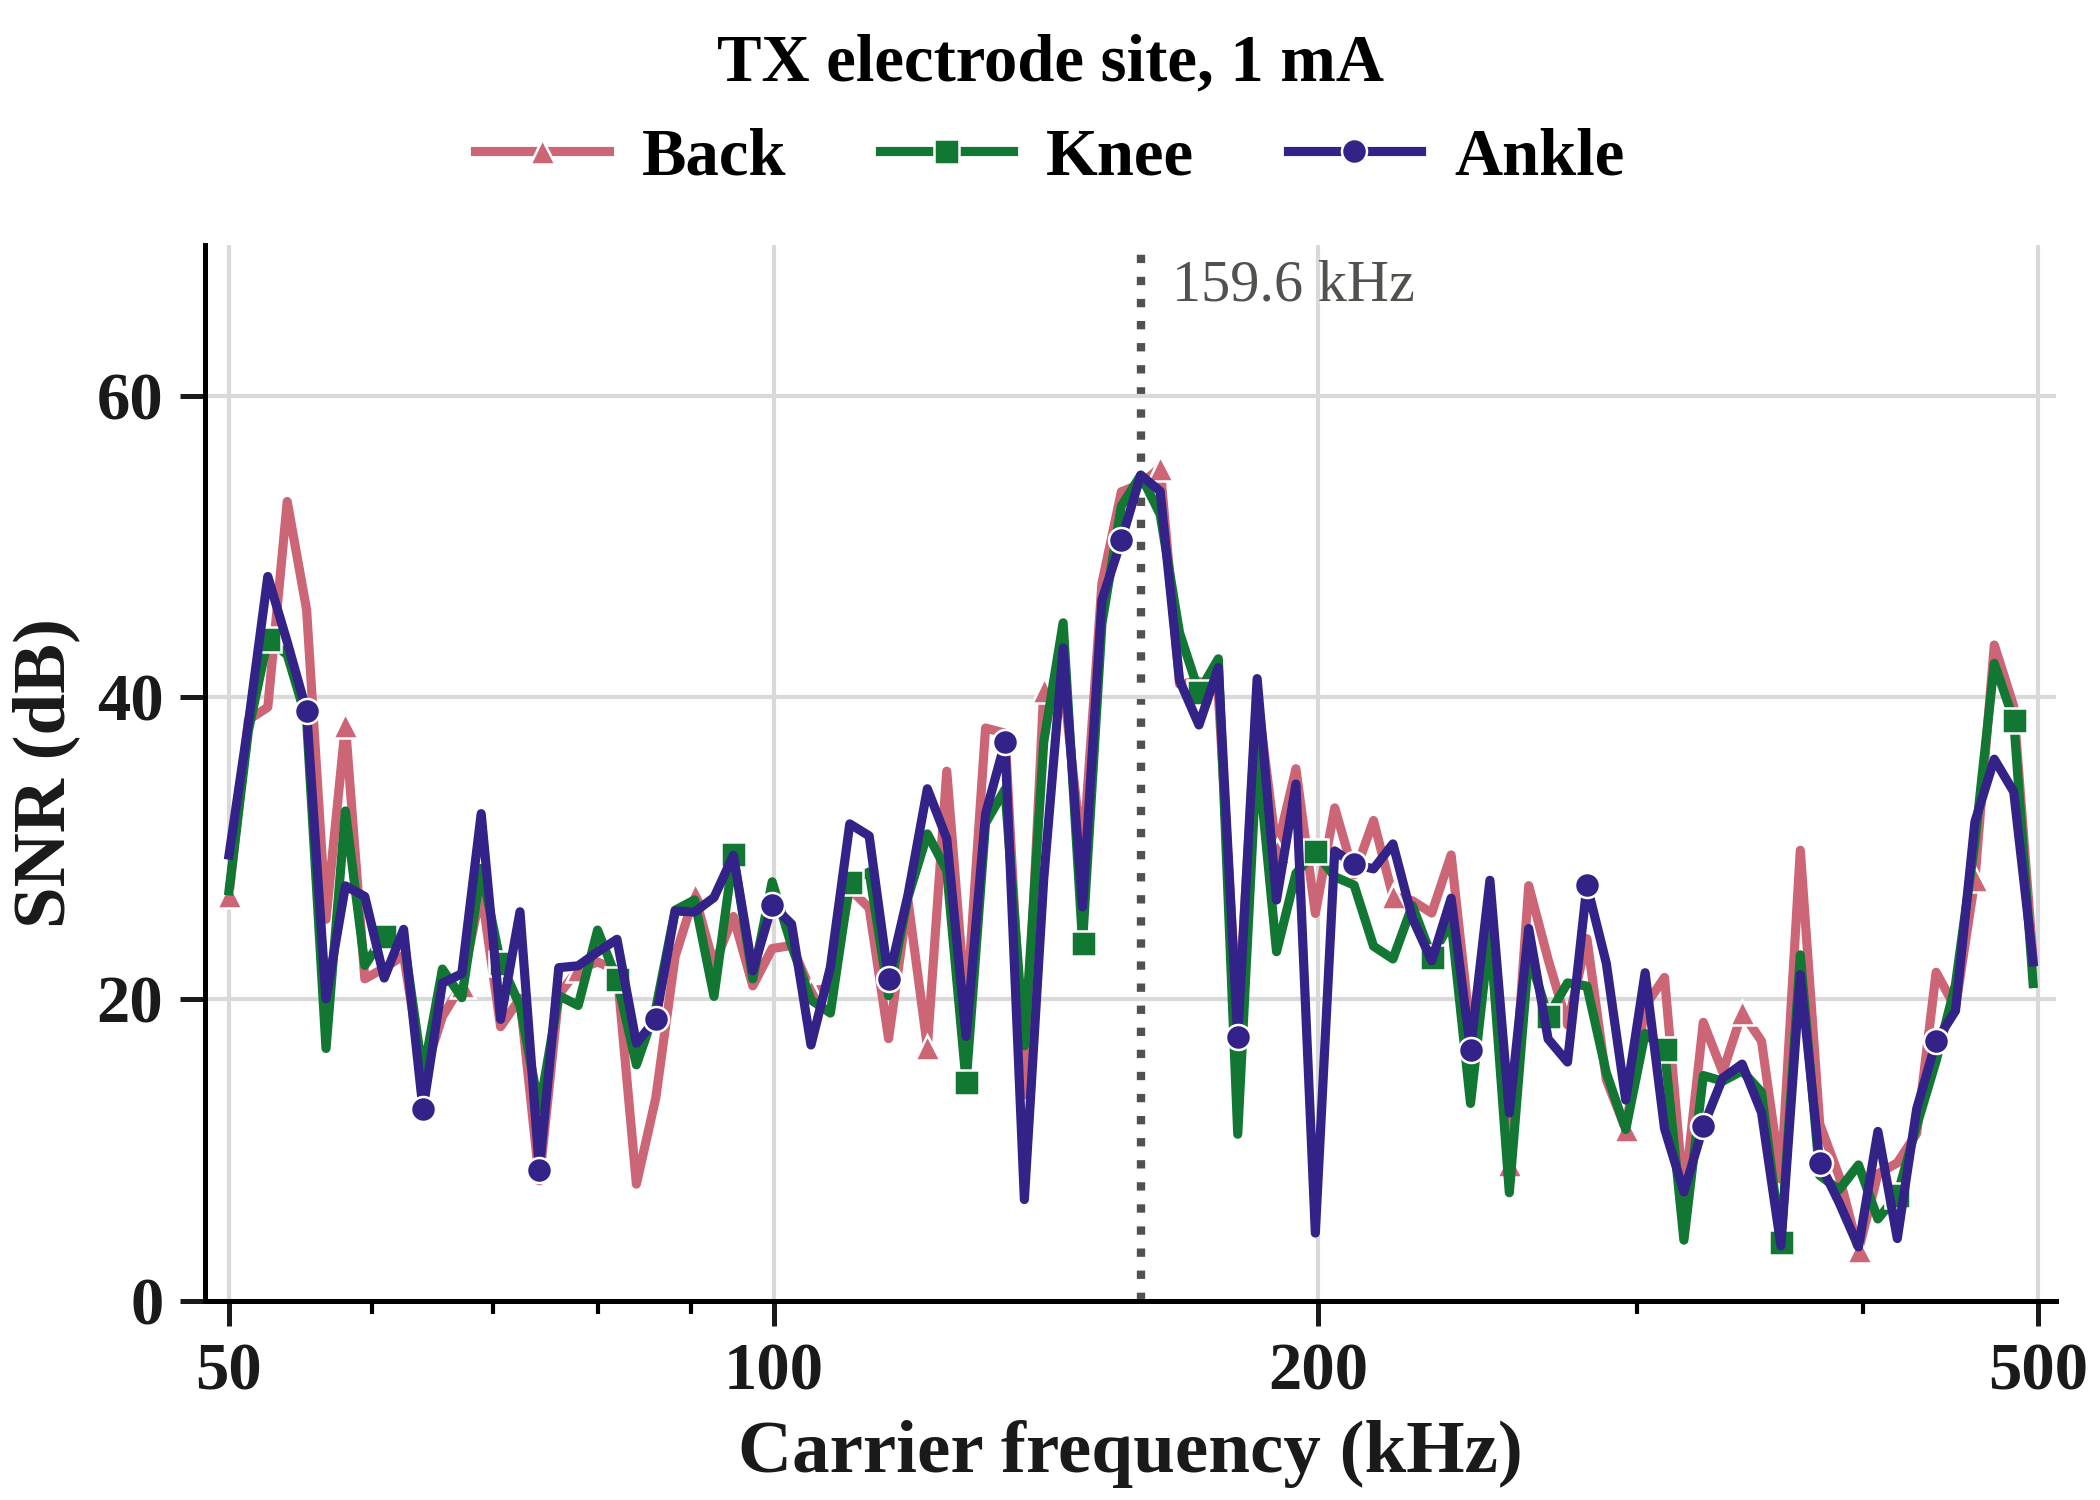 TX electrode site, 1 mA
Back Knee Ankle
159.6 kHz
60
40
20
0
SNR (dB)
50 100 200 500
Carrier frequency (kHz)